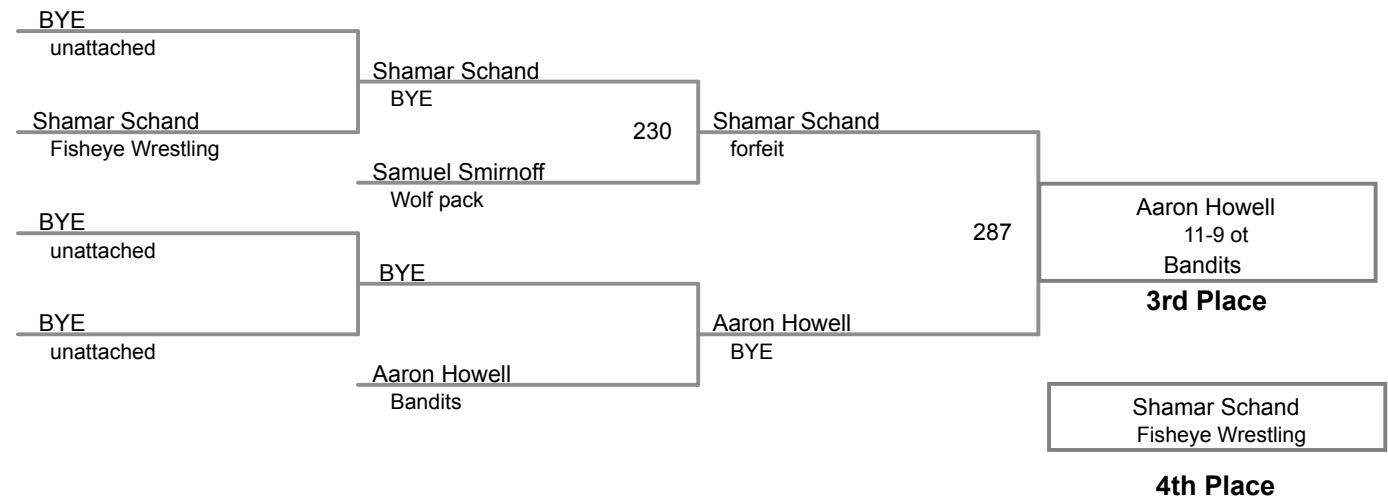 BYE
unattached
Shamar Schand
BYE
Shamar Schand
Fisheye Wrestling
230
Shamar Schand
forfeit
Samuel Smirnoff
Wolf pack
BYE
unattached
287
Aaron Howell
11-9 ot
Bandits
3rd Place
BYE
BYE
unattached
Aaron Howell
BYE
Aaron Howell
Bandits
Shamar Schand
Fisheye Wrestling
4th Place